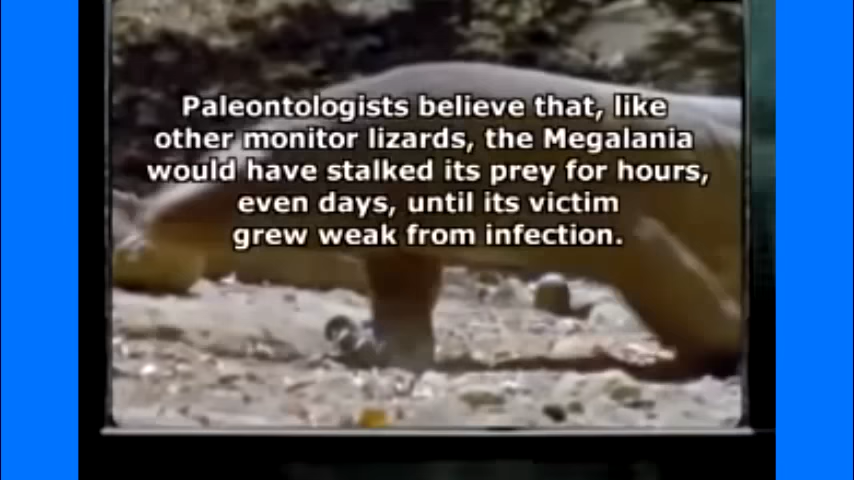 Paleontologists believe that, like
other monitor lizards, the Megalania
would have stalked its prey for hours,
even days, until its victim
grew weak from infection.